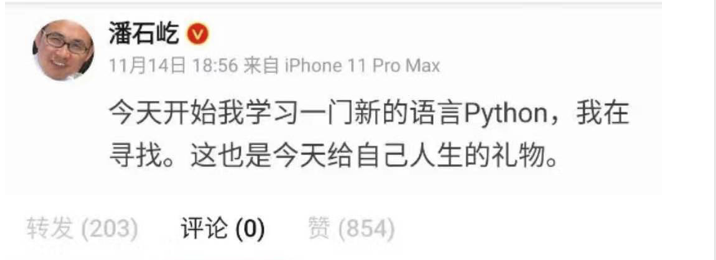 潘石屹
11月14日 18:56 来自 iPhone 11 Pro Max
今天开始我学习一门新的语言Python，我在
寻找。这也是今天给自己人生的礼物。
转发 (203) 评论 (0) 赞 (854)